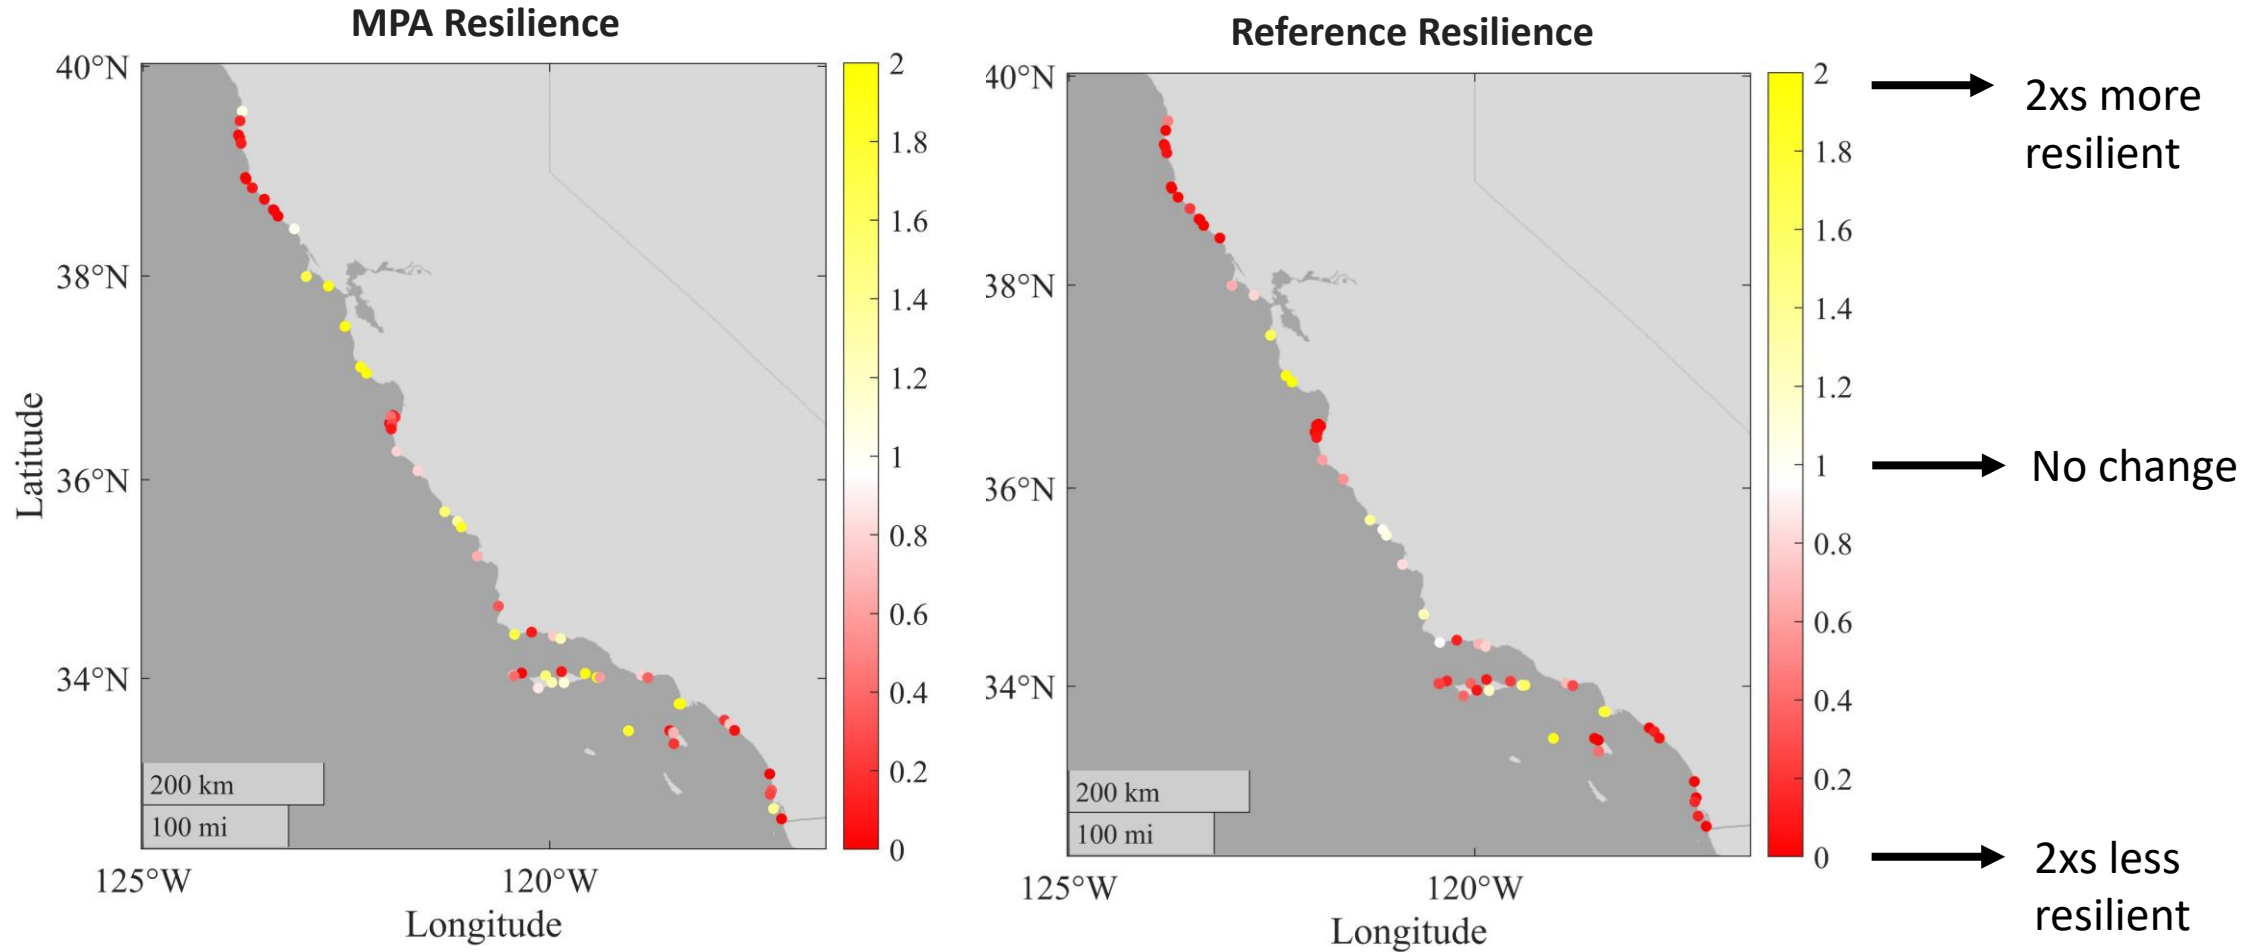 MPA Resilience
40°N
38°N
36°N
34°N
Latitude
200 km
100 mi
125°W
120°W
Longitude
2
1.8
1.6
1.4
1.2
1
0.8
0.6
0.4
0.2
0
Reference Resilience
40°N
38°N
36°N
34°N
200 km
100 mi
125°W
120°W
Longitude
2
1.8
1.6
1.4
1.2
1
0.8
0.6
0.4
0.2
0
2xs more
resilient
No change
2xs less
resilient